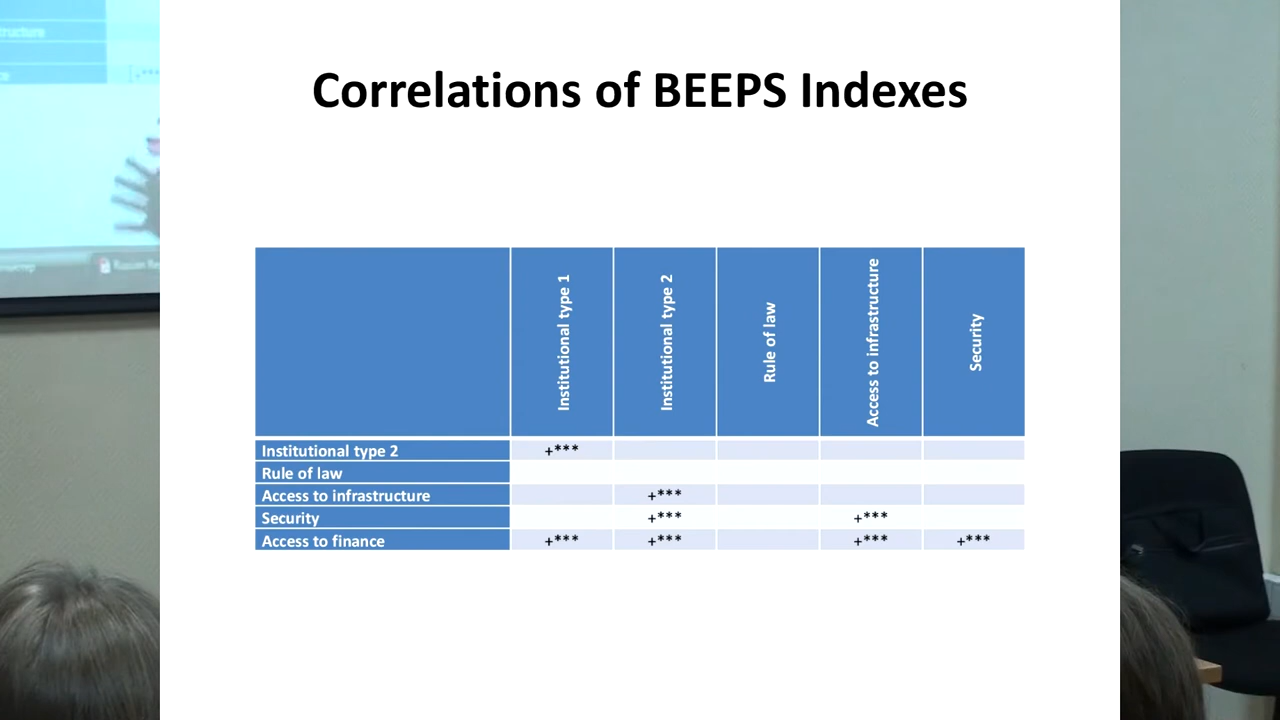 Correlations of BEEPS Indexes
Institutional type 1
Institutional type 2
Rule of law
Access to infrastructure
Security
Institutional type 2 +***
Rule of law
Access to infrastructure +***
Security +*** +***
Access to finance +*** +*** +*** +***